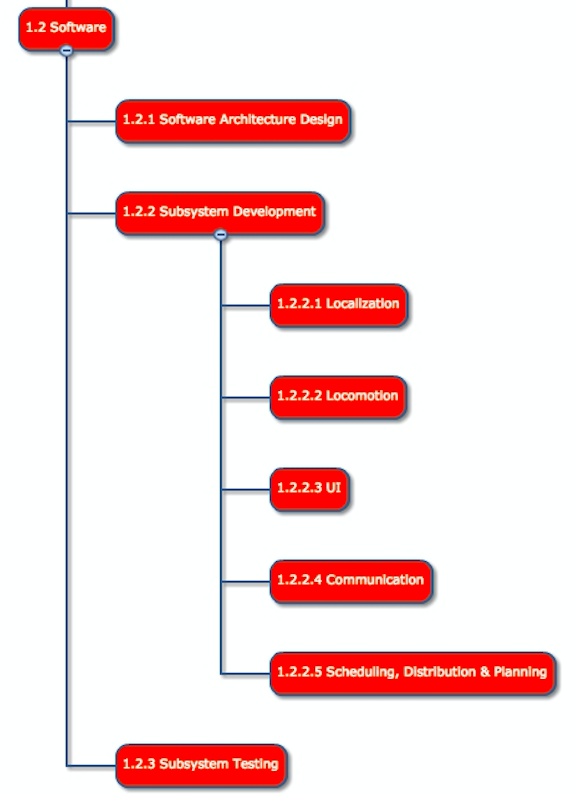 1.2 Software
1.2.1 Software Architecture Design
1.2.2 Subsystem Development
1.2.2.1 Localization
1.2.2.2 Locomotion
1.2.2.3 UI
1.2.2.4 Communication
1.2.2.5 Scheduling, Distribution & Planning
1.2.3 Subsystem Testing